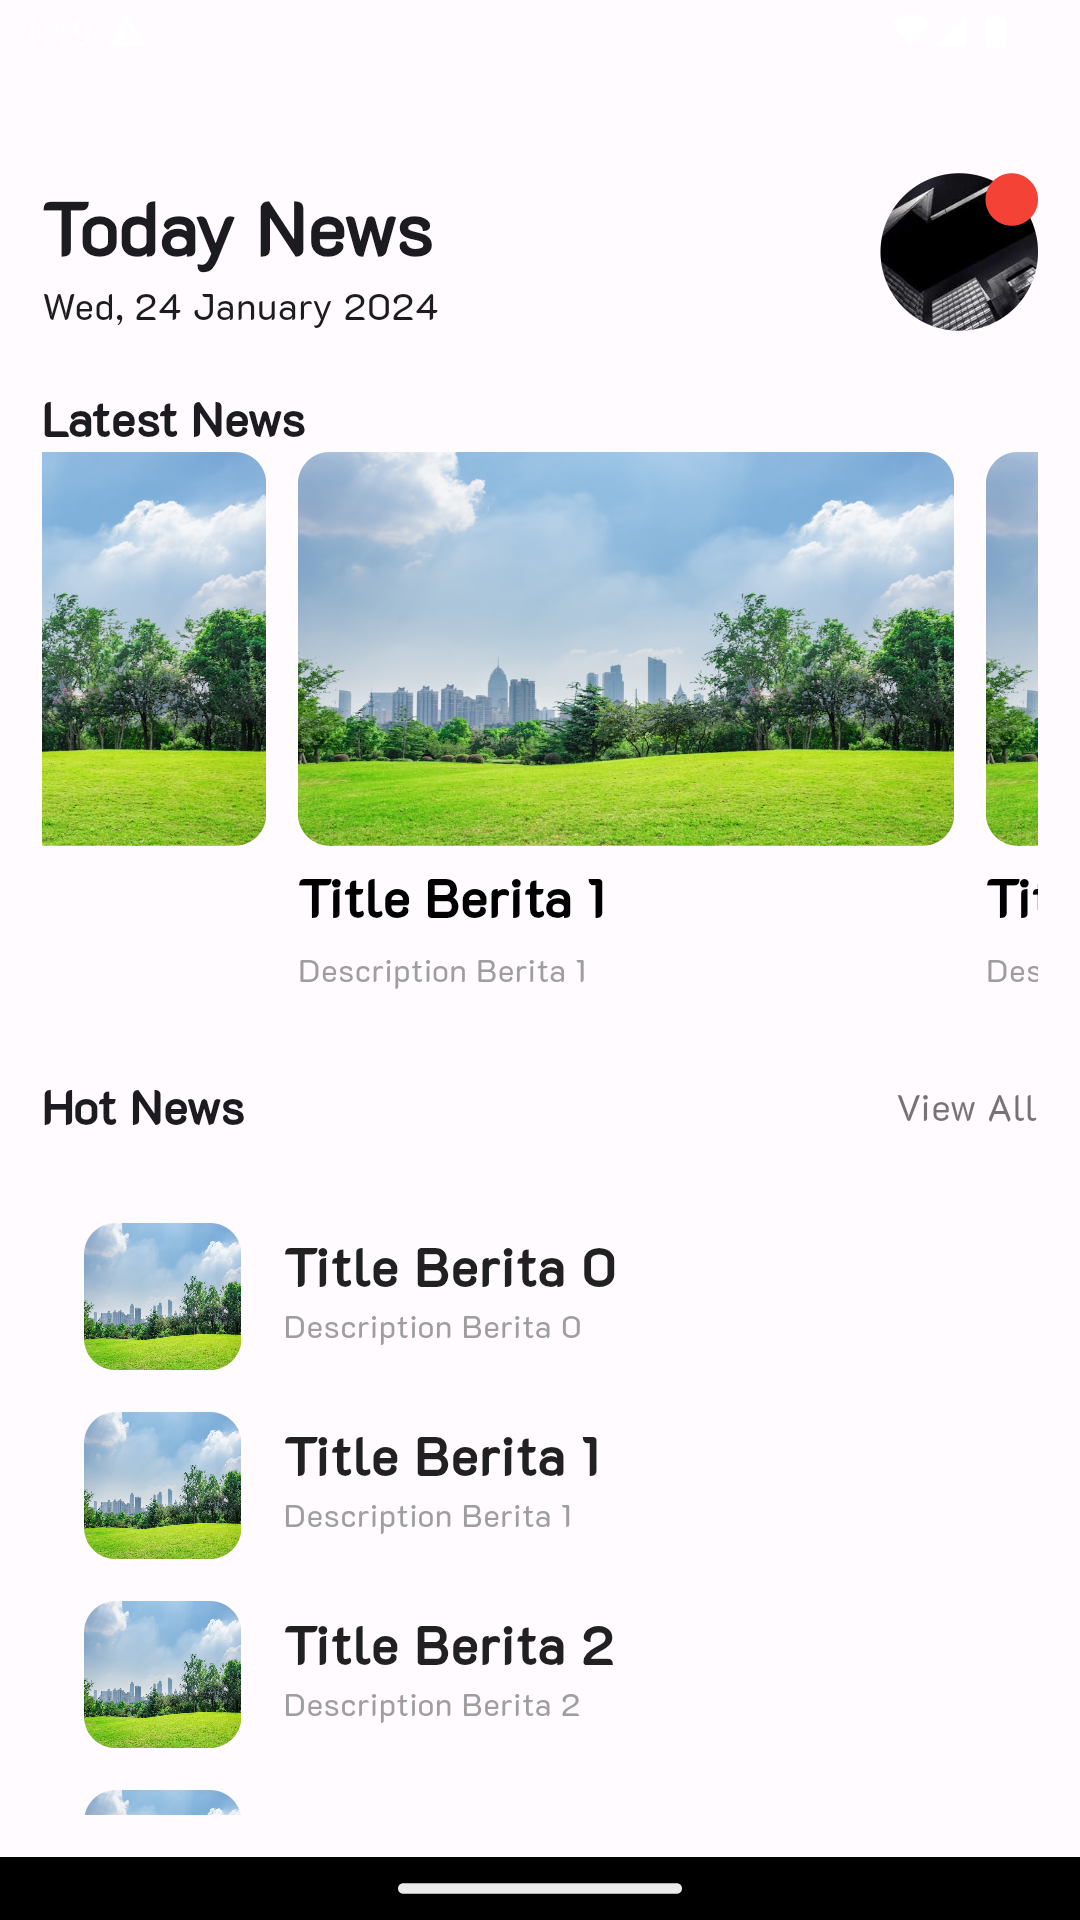 Today News
Wed, 24 January 2024
Latest News
Title Berita 1
Tit
Description Berita 1
Des
Hot News
View All
Title Berita 0
Description Berita 0
Title Berita 1
Description Berita 1
Title Berita 2
Description Berita 2